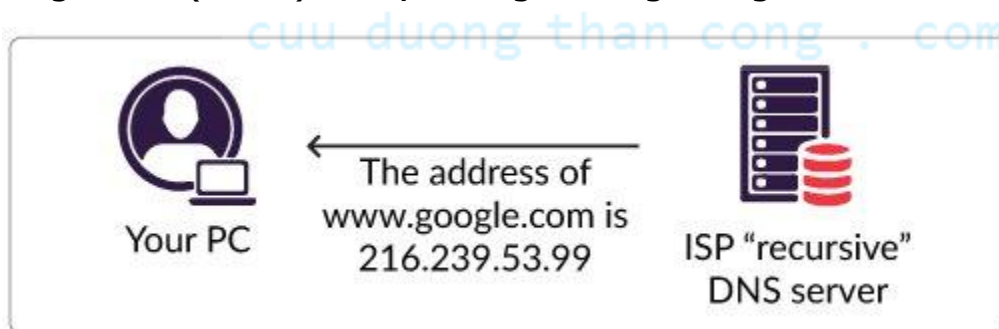 cuu duong than cong . com
Your PC
The address of
www.google.com is
216.239.53.99
ISP “recursive”
DNS server